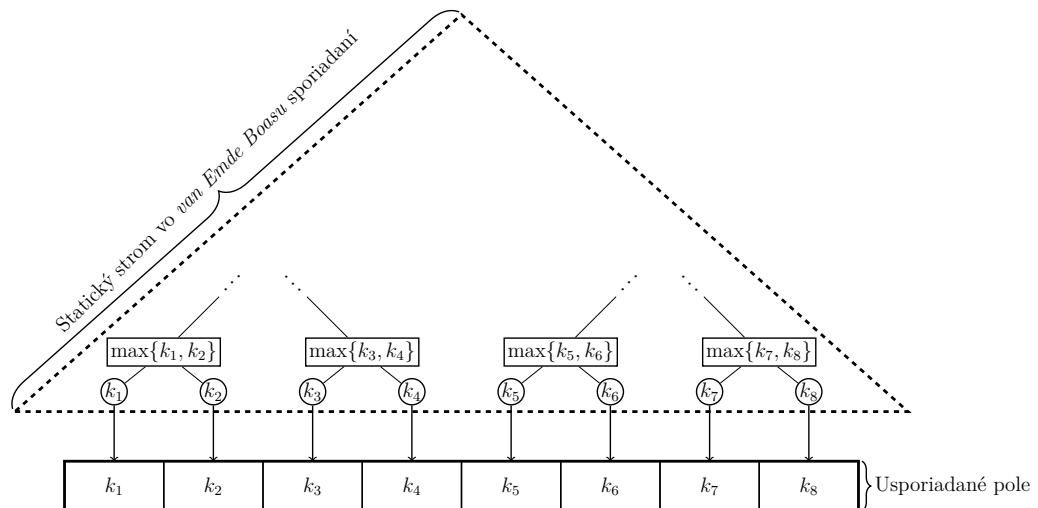 Statický strom vo van Emde Boasu sporiadaní
max{k₁, k₂} max{k₃, k₄} max{k₅, k₆} max{k₇, k₈}
k₁ k₂ k₃ k₄ k₅ k₆ k₇ k₈
k₁ k₂ k₃ k₄ k₅ k₆ k₇ k₈ Usporiadané pole